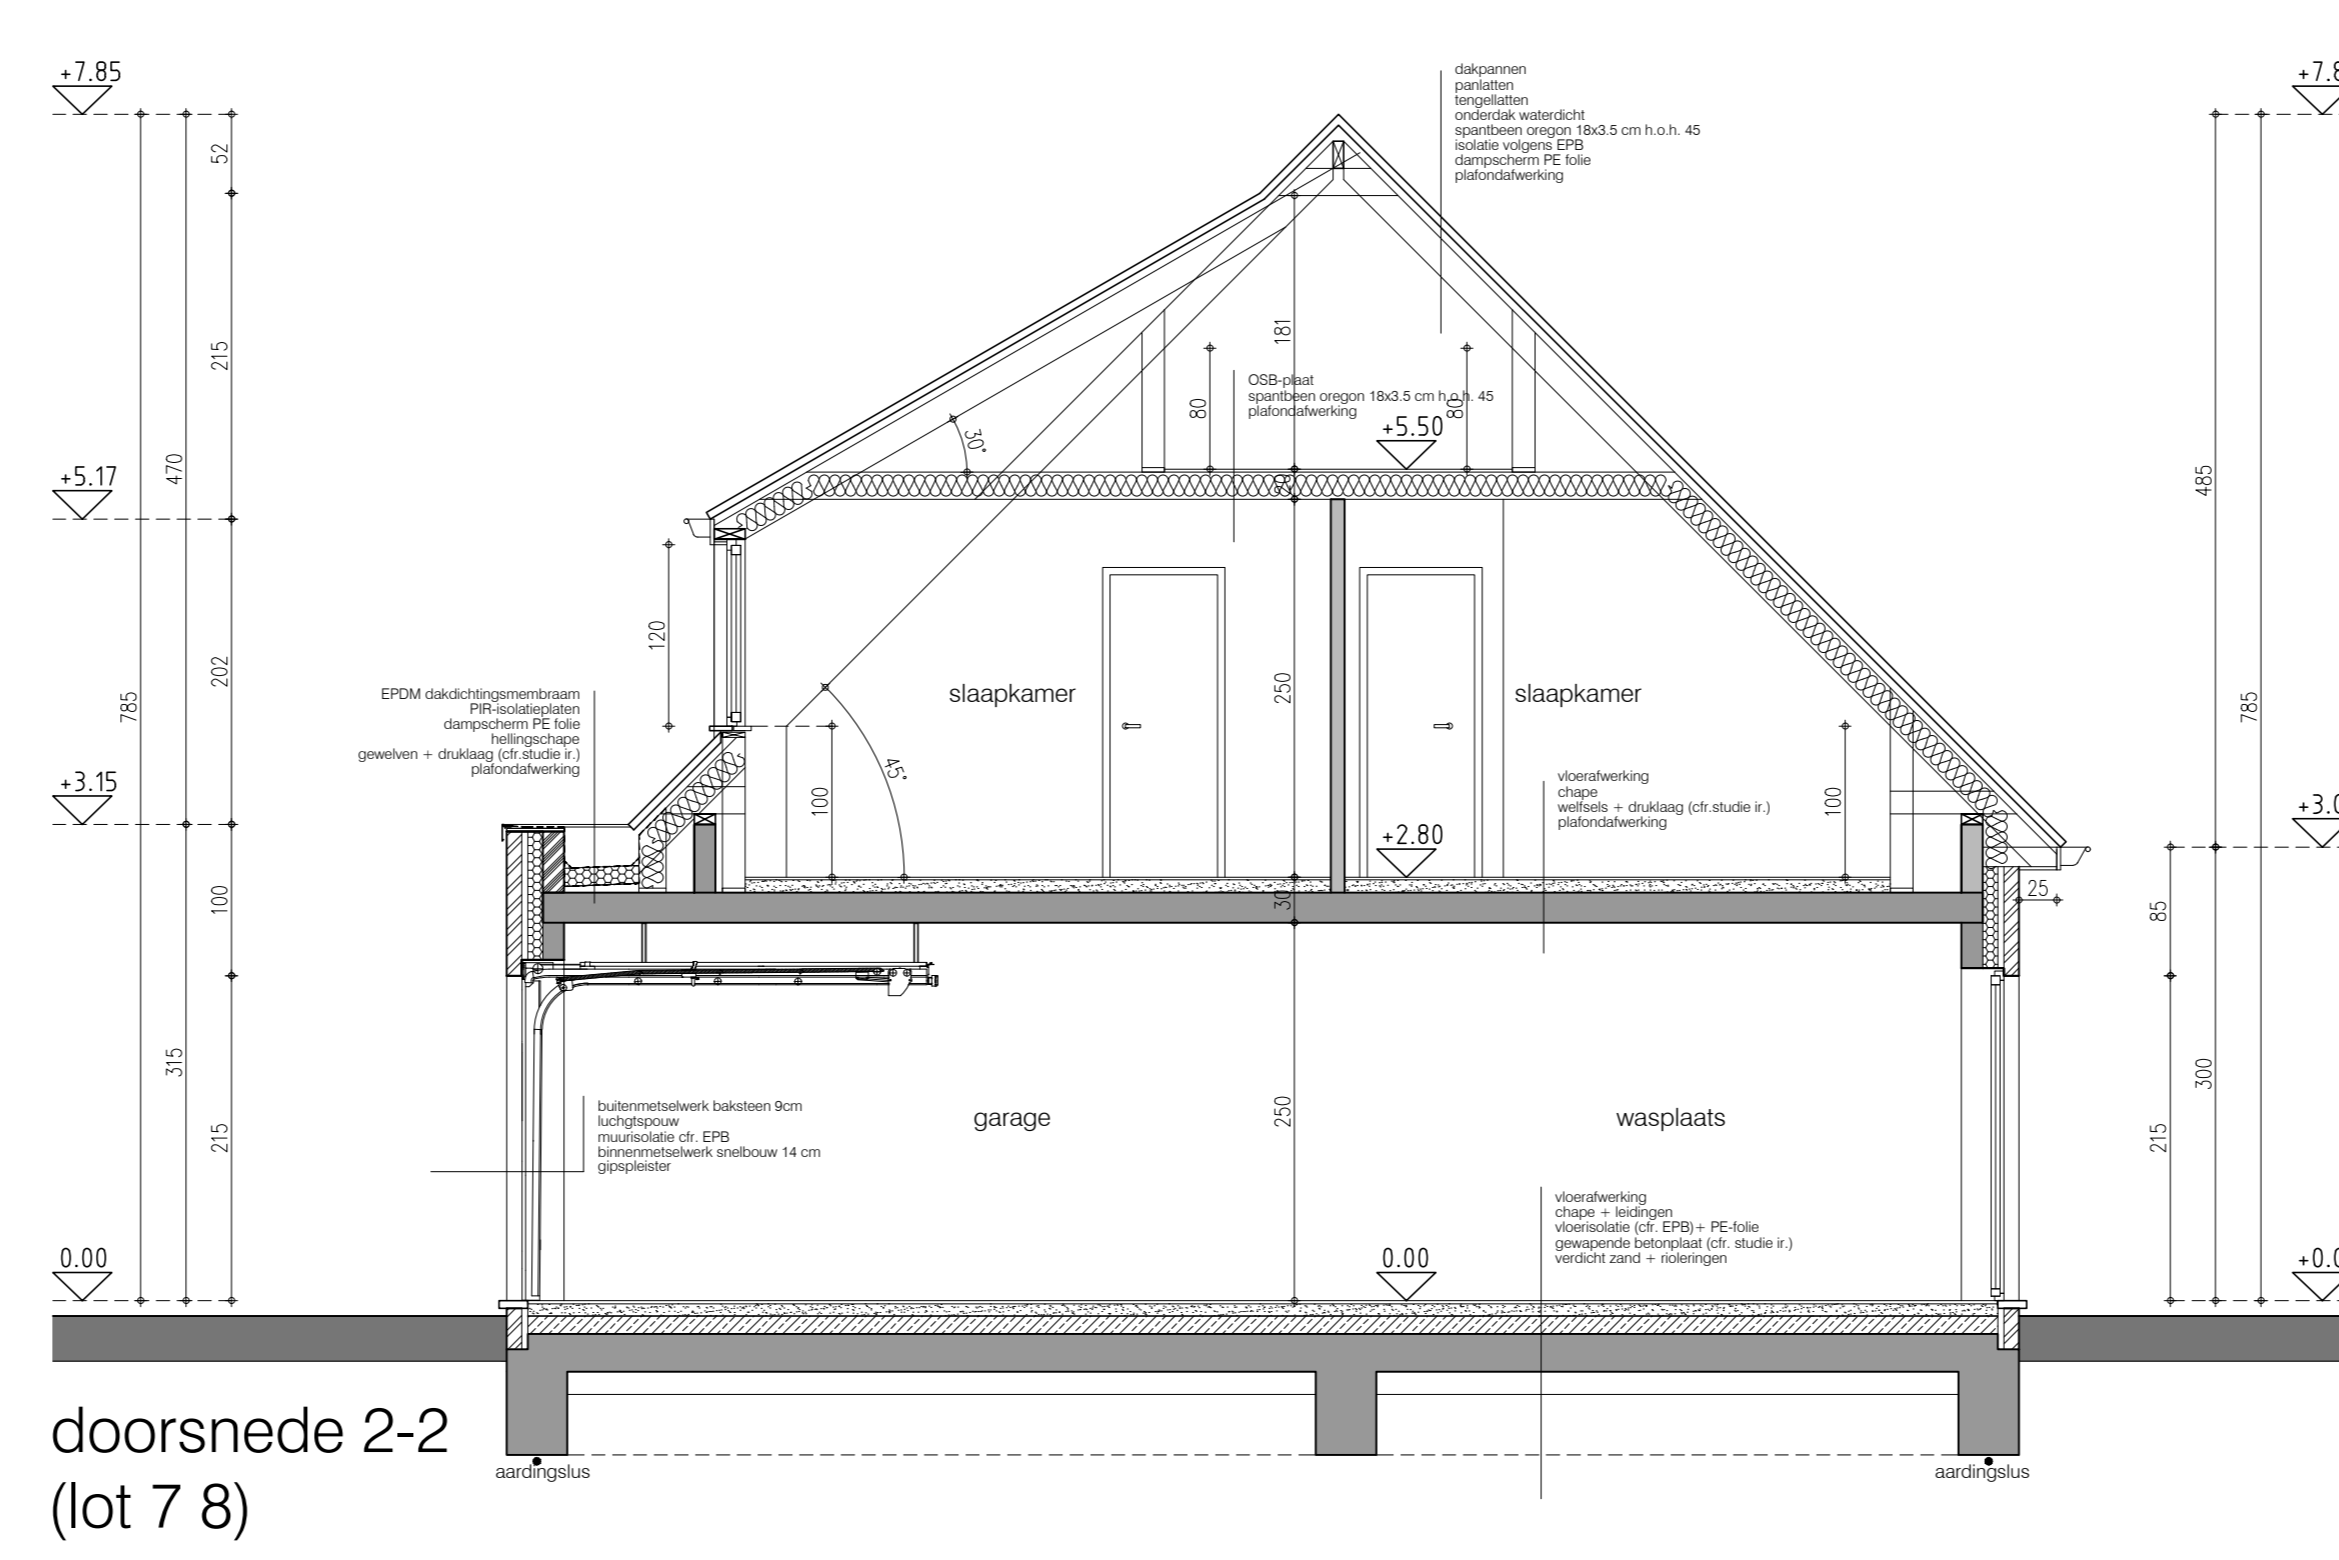 +7.85
52
215
470
+5.17
202
785
+3.15
100
315
215
0.00
dakpannen
panlatten
tengellatten
onderdak waterdicht
spantbeen oregon 18x3.5 cm h.o.h. 45
isolatie volgens EPB
dampscherm PE folie
plafondafwerking
181
80
OSB-plaat
spantbeen oregon 18x3.5 cm h.o.h. 45
plafondafwerking
80
+5.50
30°
20
120
slaapkamer
250
slaapkamer
EPDM dakdichtingsmembraam
PIR-isolatieplaten
dampscherm PE folie
hellingschape
gewelven + druklaag (cfr.studie ir.)
plafondafwerking
45°
100
vloerafwerking
chape
welfsels + druklaag (cfr.studie ir.)
plafondafwerking
100
+2.80
30
25
buitenmetselwerk baksteen 9cm
luchgtspouw
muurisolatie cfr. EPB
binnenmetselwerk snelbouw 14 cm
gipspleister
garage
250
wasplaats
vloerafwerking
chape + leidingen
vloerisolatie (cfr. EPB)+ PE-folie
gewapende betonplaat (cfr. studie ir.)
verdicht zand + rioleringen
0.00
485
785
85
300
215
doorsnede 2-2
(lot 7 8)
aardingslus
aardingslus